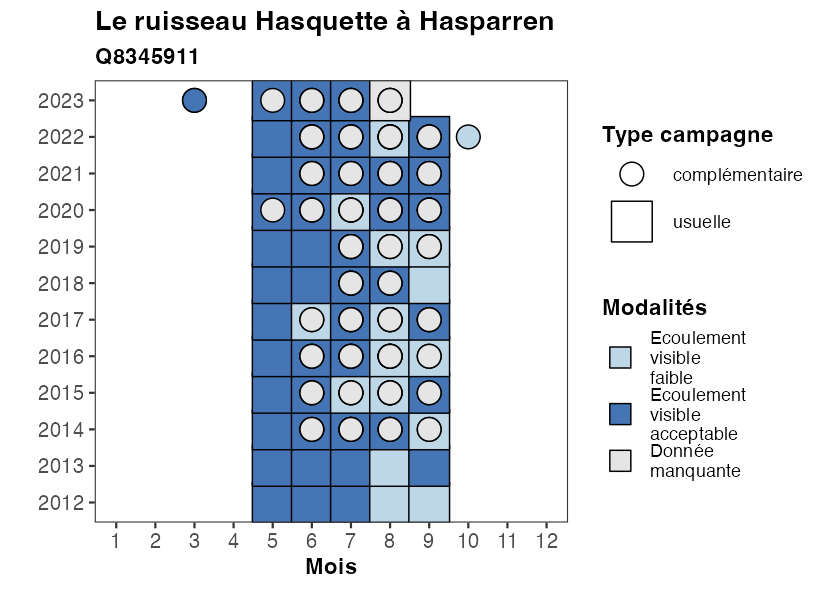 Le ruisseau Hasquette à Hasparren
Q8345911
2023
2022
2021
2020
2019
2018
2017
2016
2015
2014
2013
2012
1 2 3 4 5 6 7 8 9 10 11 12
Mois
Type campagne
complémentaire
usuelle
Modalités
Ecoulement
visible
faible
Ecoulement
visible
acceptable
Donnée
manquante